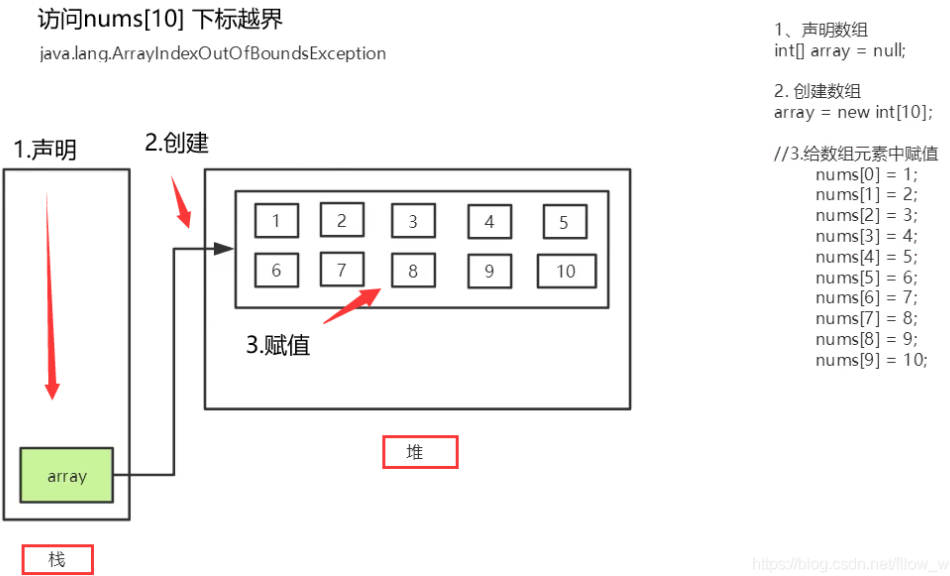 访问nums[10] 下标越界
java.lang.ArrayIndexOutOfBoundsException
1.声明
2.创建
1
2
3
4
5
6
7
8
9
10
3.赋值
array
堆
栈
1、声明数组
int[] array = null;
2. 创建数组
array = new int[10];
//3.给数组元素中赋值
nums[0] = 1;
nums[1] = 2;
nums[2] = 3;
nums[3] = 4;
nums[4] = 5;
nums[5] = 6;
nums[6] = 7;
nums[7] = 8;
nums[8] = 9;
nums[9] = 10;
https://blog.csdn.net/fllow_w